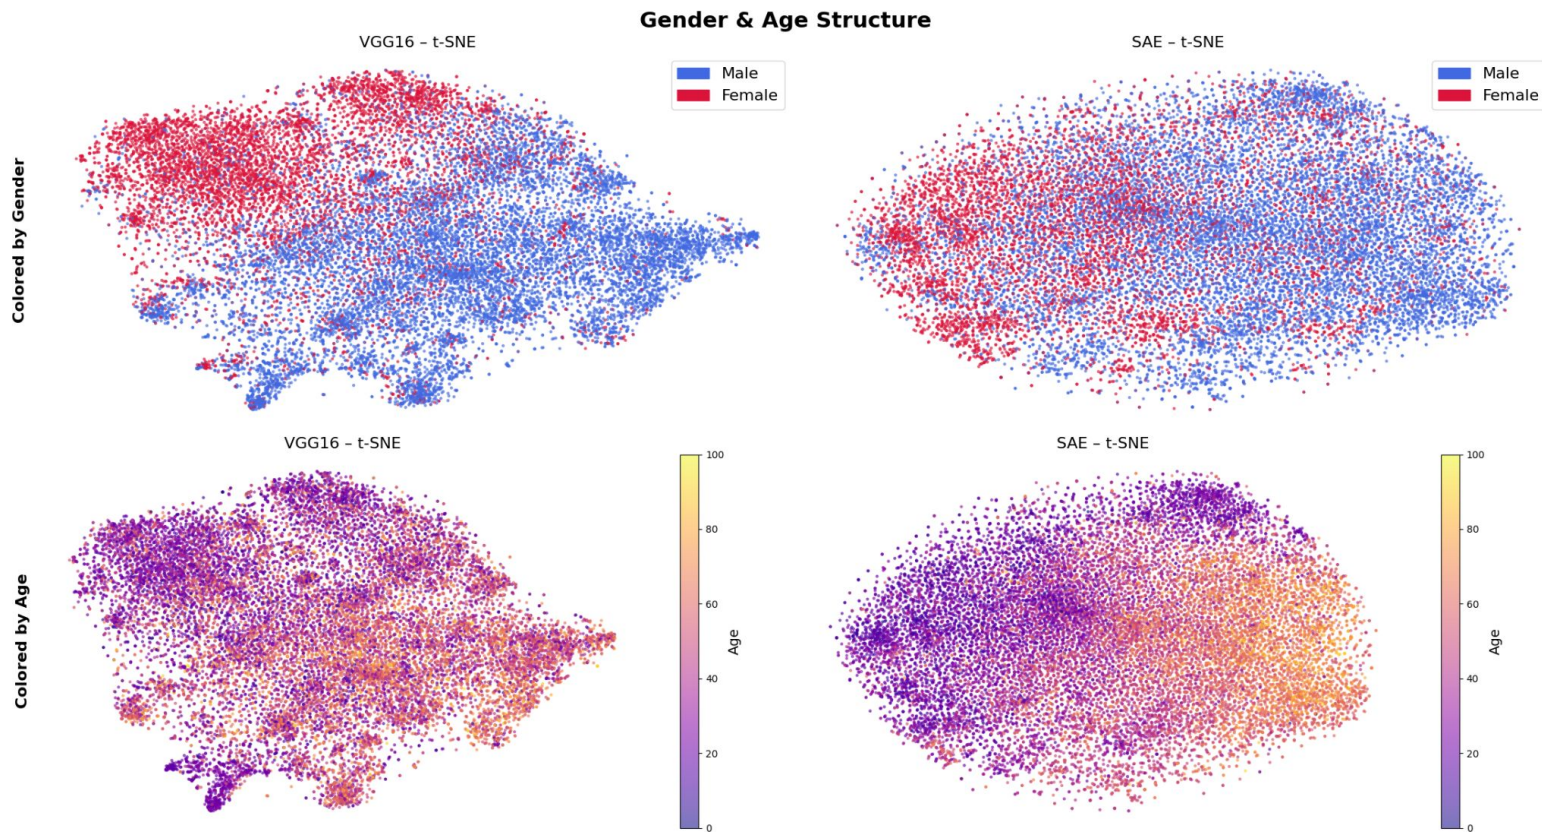 Gender & Age Structure
VGG16 – t-SNE
SAE – t-SNE
Male
Female
Male
Female
Colored by Gender
VGG16 – t-SNE
SAE – t-SNE
100
80
60
40
20
0
Age
100
80
60
40
20
0
Age
Colored by Age